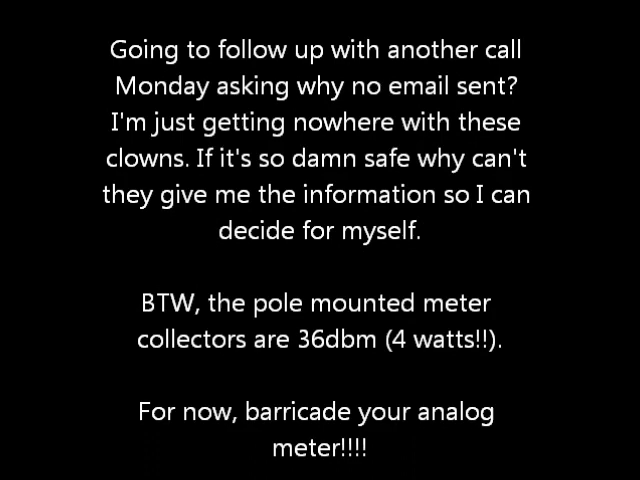 Going to follow up with another call
Monday asking why no email sent?
I'm just getting nowhere with these
clowns. If it's so damn safe why can't
they give me the information so I can
decide for myself.
BTW, the pole mounted meter
collectors are 36dbm (4 watts!!).
For now, barricade your analog
meter!!!!